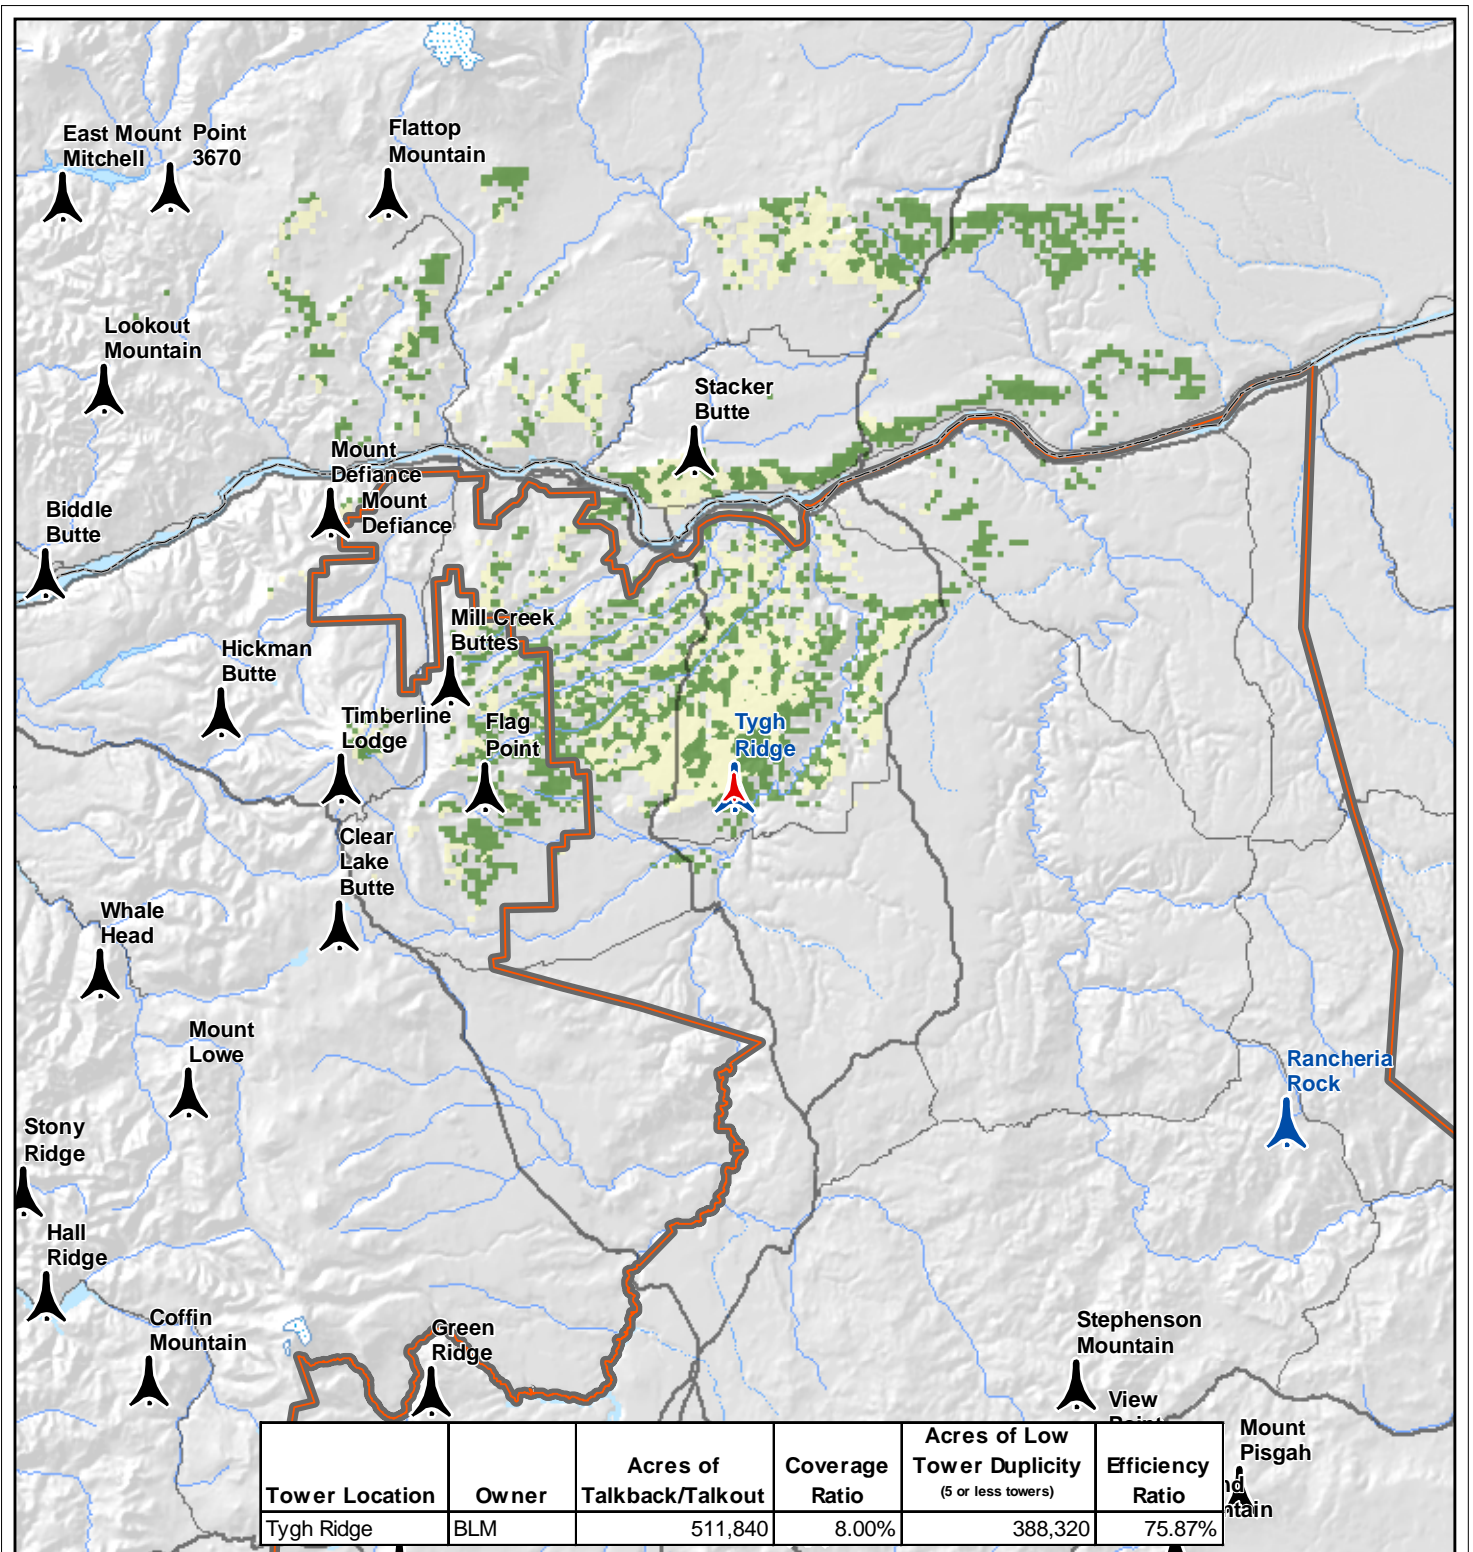 East Mount
Mitchell
Point
3670
Flattop
Mountain
Lookout
Mountain
Stacker
Butte
Mount
Defiance
Mount
Defiance
Biddle
Butte
Mill Creek
Buttes
Hickman
Butte
Timberline
Lodge
Flag
Point
Tygh
Ridge
Clear
Lake
Butte
Whale
Head
Mount
Lowe
Rancheria
Rock
Stony
Ridge
Hall
Ridge
Coffin
Mountain
Green
Ridge
Stephenson
Mountain
View
Point
Mount
Pisgah
Tower Location Owner Acres of
Talkback/Talkout Coverage
Ratio Acres of Low
Tower Duplicity
(5 or less towers) Efficiency
Ratio
Tygh Ridge BLM 511,840 8.00% 388,320 75.87%